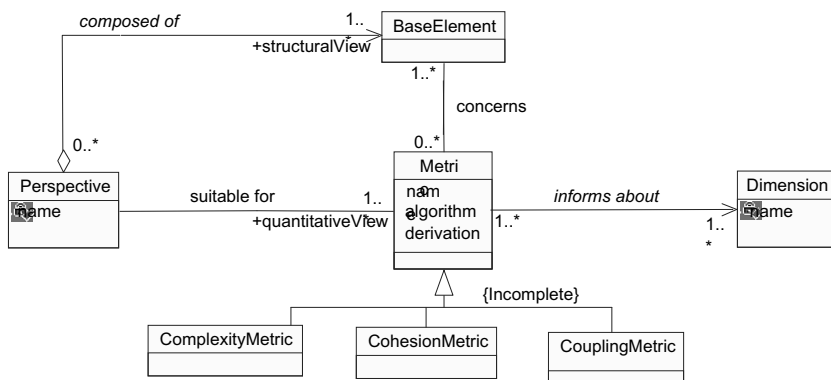 composed of
1..
*
+structuralView
BaseElement
1..*
concerns
0..*
0..*
Perspective
name
suitable for
1..
*
+quantitativeView
Metri
c
nam
e
algorithm
derivation
informs about
1..*
1..
*
Dimension
name
{Incomplete}
ComplexityMetric
CohesionMetric
CouplingMetric